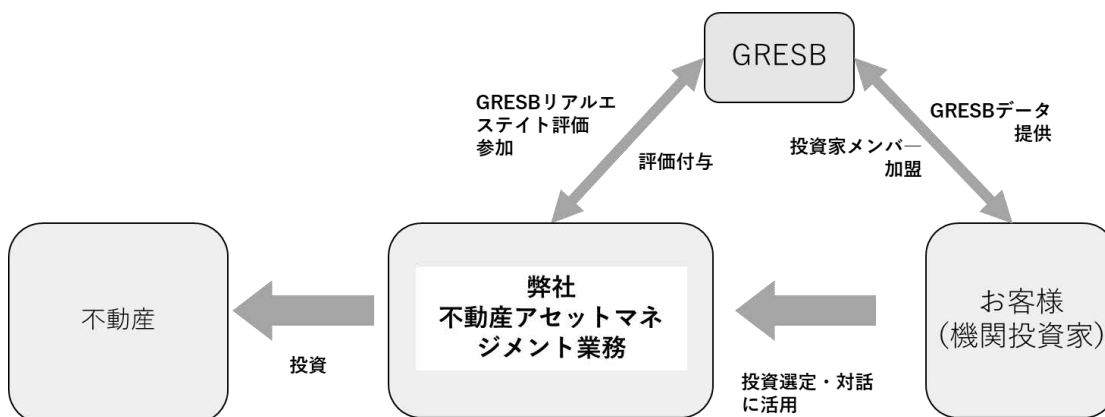 GRESB
GRESBリアルエ
ステイト評価
参加
評価付与
GRESBデータ
提供
投資家メンバ―
加盟
不動産
投資
弊社
不動産アセットマネ
ジメント業務
投資選定・対話
に活用
お客様
(機関投資家)